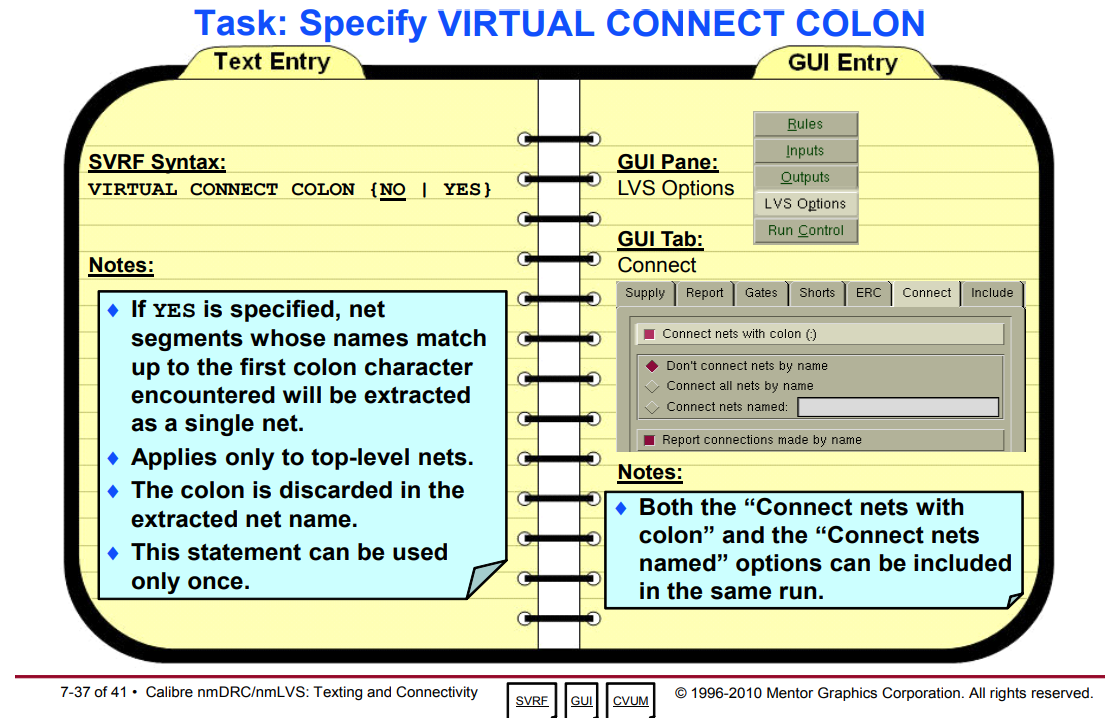 Task: Specify VIRTUAL CONNECT COLON
Text Entry
SVRF Syntax:
VIRTUAL CONNECT COLON {NO | YES}
Notes:
♦ If YES is specified, net
segments whose names match
up to the first colon character
encountered will be extracted
as a single net.
♦ Applies only to top-level nets.
♦ The colon is discarded in the
extracted net name.
♦ This statement can be used
only once.
GUI Entry
Rules
Inputs
Outputs
LVS Options
Run Control
GUI Pane:
LVS Options
GUI Tab:
Connect
Supply Report Gates Shorts ERC Connect Include
Connect nets with colon (:)
Don't connect nets by name
Connect all nets by name
Connect nets named:
Report connections made by name
Notes:
♦ Both the “Connect nets with
colon” and the “Connect nets
named” options can be included
in the same run.
7-37 of 41 • Calibre nmDRC/nmLVS: Texting and Connectivity
SVRF GUI CVUM
© 1996-2010 Mentor Graphics Corporation. All rights reserved.